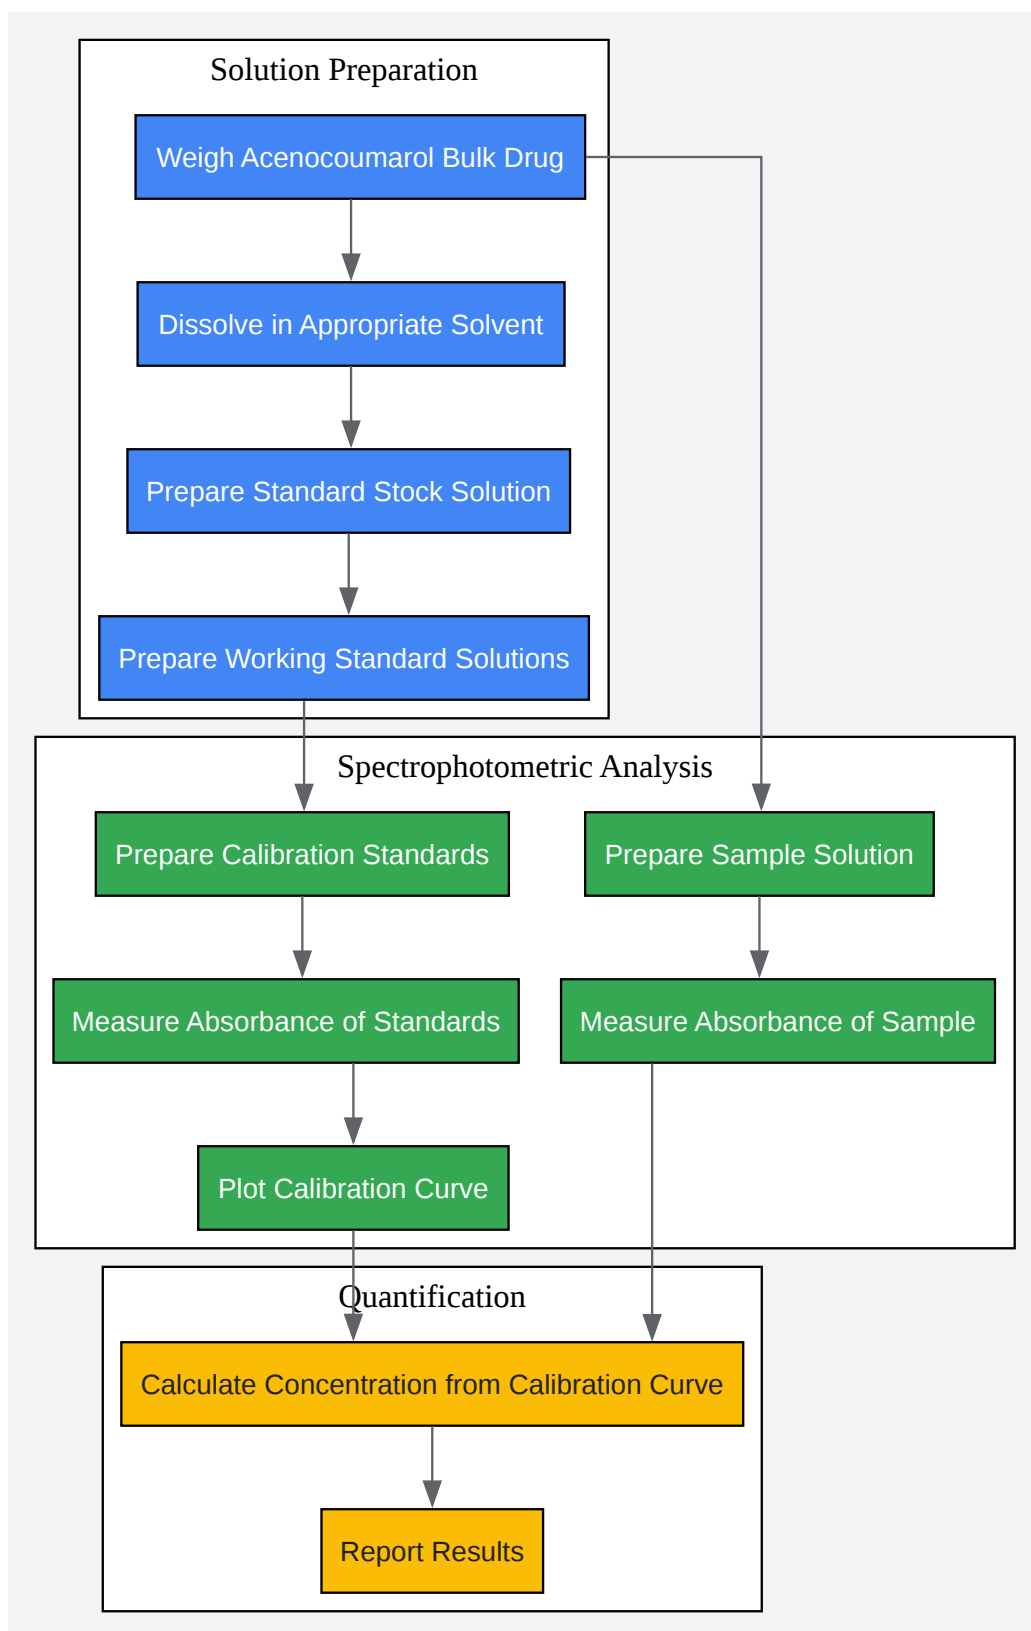 Solution Preparation
Weigh Acenocoumarol Bulk Drug
Dissolve in Appropriate Solvent
Prepare Standard Stock Solution
Prepare Working Standard Solutions
Spectrophotometric Analysis
Prepare Calibration Standards
Prepare Sample Solution
Measure Absorbance of Standards
Measure Absorbance of Sample
Plot Calibration Curve
Quantification
Calculate Concentration from Calibration Curve
Report Results